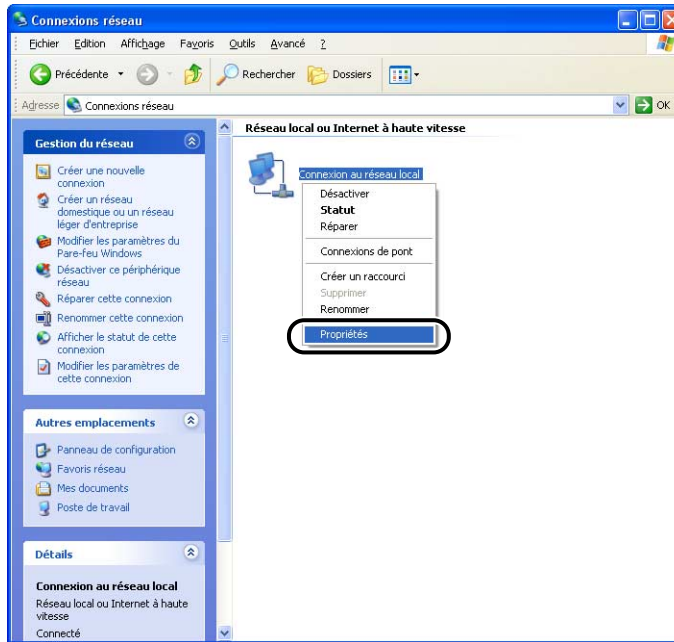 Connexions réseau
Fichier Edition Affichage Favoris Outils Avancé ?
Précédente Rechercher Dossiers
Adresse Connexions réseau OK
Gestion du réseau
Créer une nouvelle
connexion
Créer un réseau
domestique ou un réseau
léger d'entreprise
Modifier les paramètres du
Pare-feu Windows
Désactiver ce périphérique
réseau
Réparer cette connexion
Renommer cette connexion
Afficher le statut de cette
connexion
Modifier les paramètres de
cette connexion
Autres emplacements
Panneau de configuration
Favoris réseau
Mes documents
Poste de travail
Détails
Connexion au réseau local
Réseau local ou Internet à haute
vitesse
Connecté
Réseau local ou Internet à haute vitesse
Connexion au réseau local
Désactiver
Statut
Réparer
Connexions de pont
Créer un raccourci
Supprimer
Renommer
Propriétés